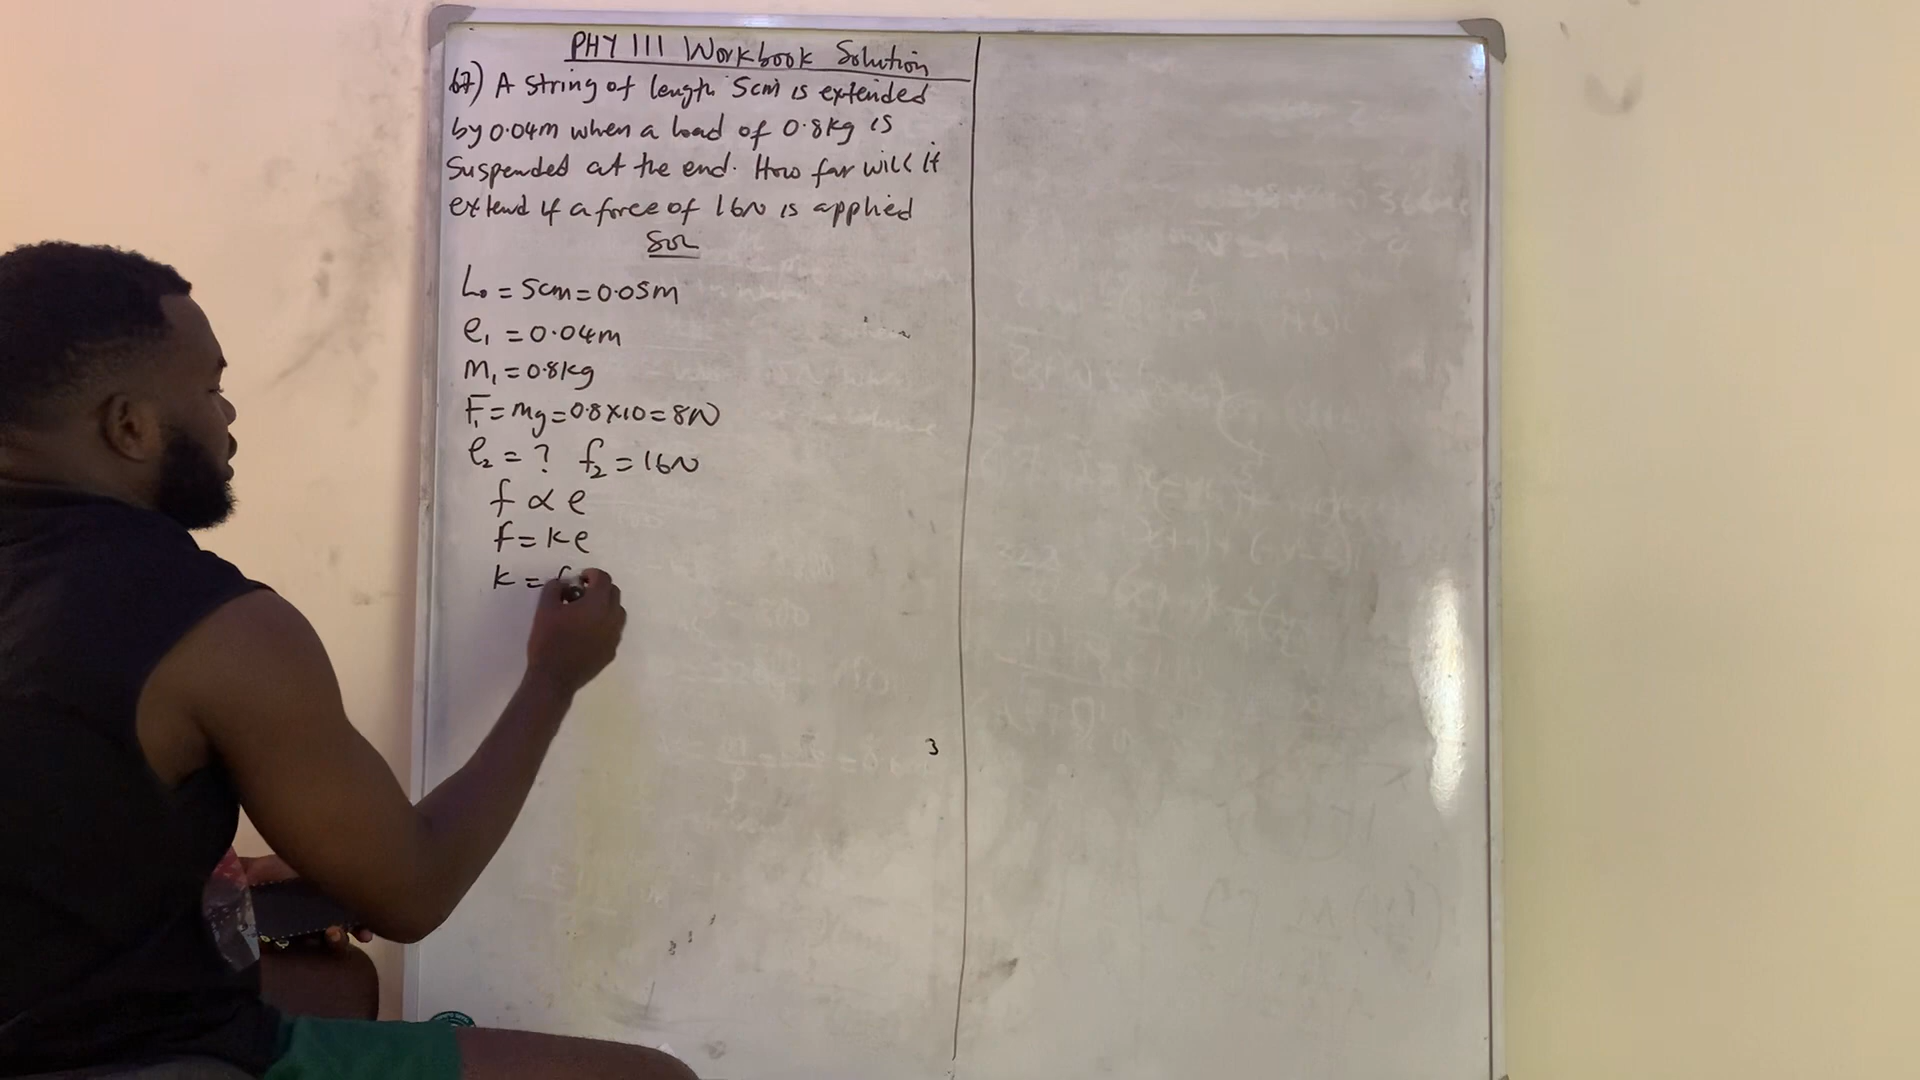 PHY 111 Workbook Solution
67) A string of length 5cm is extended
by 0.04m when a load of 0.8kg is
suspended at the end. How far will it
extend if a force of 16N is applied
Sol
L₀ = 5cm = 0.05m
e₁ = 0.04m
M₁ = 0.8kg
F₁ = mg = 0.8×10 = 8N
e₂ = ? f₂ = 16N
f ∝ e
f = ke
k = f
3